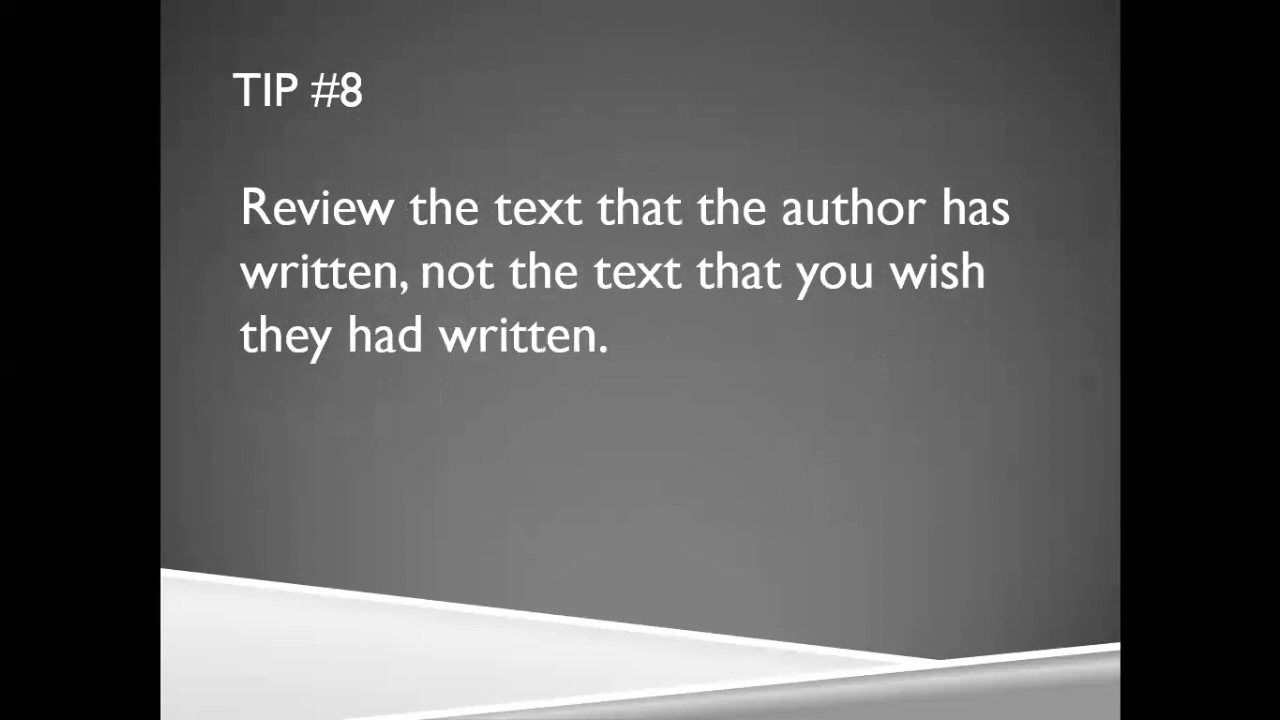 TIP #8
Review the text that the author has
written, not the text that you wish
they had written.